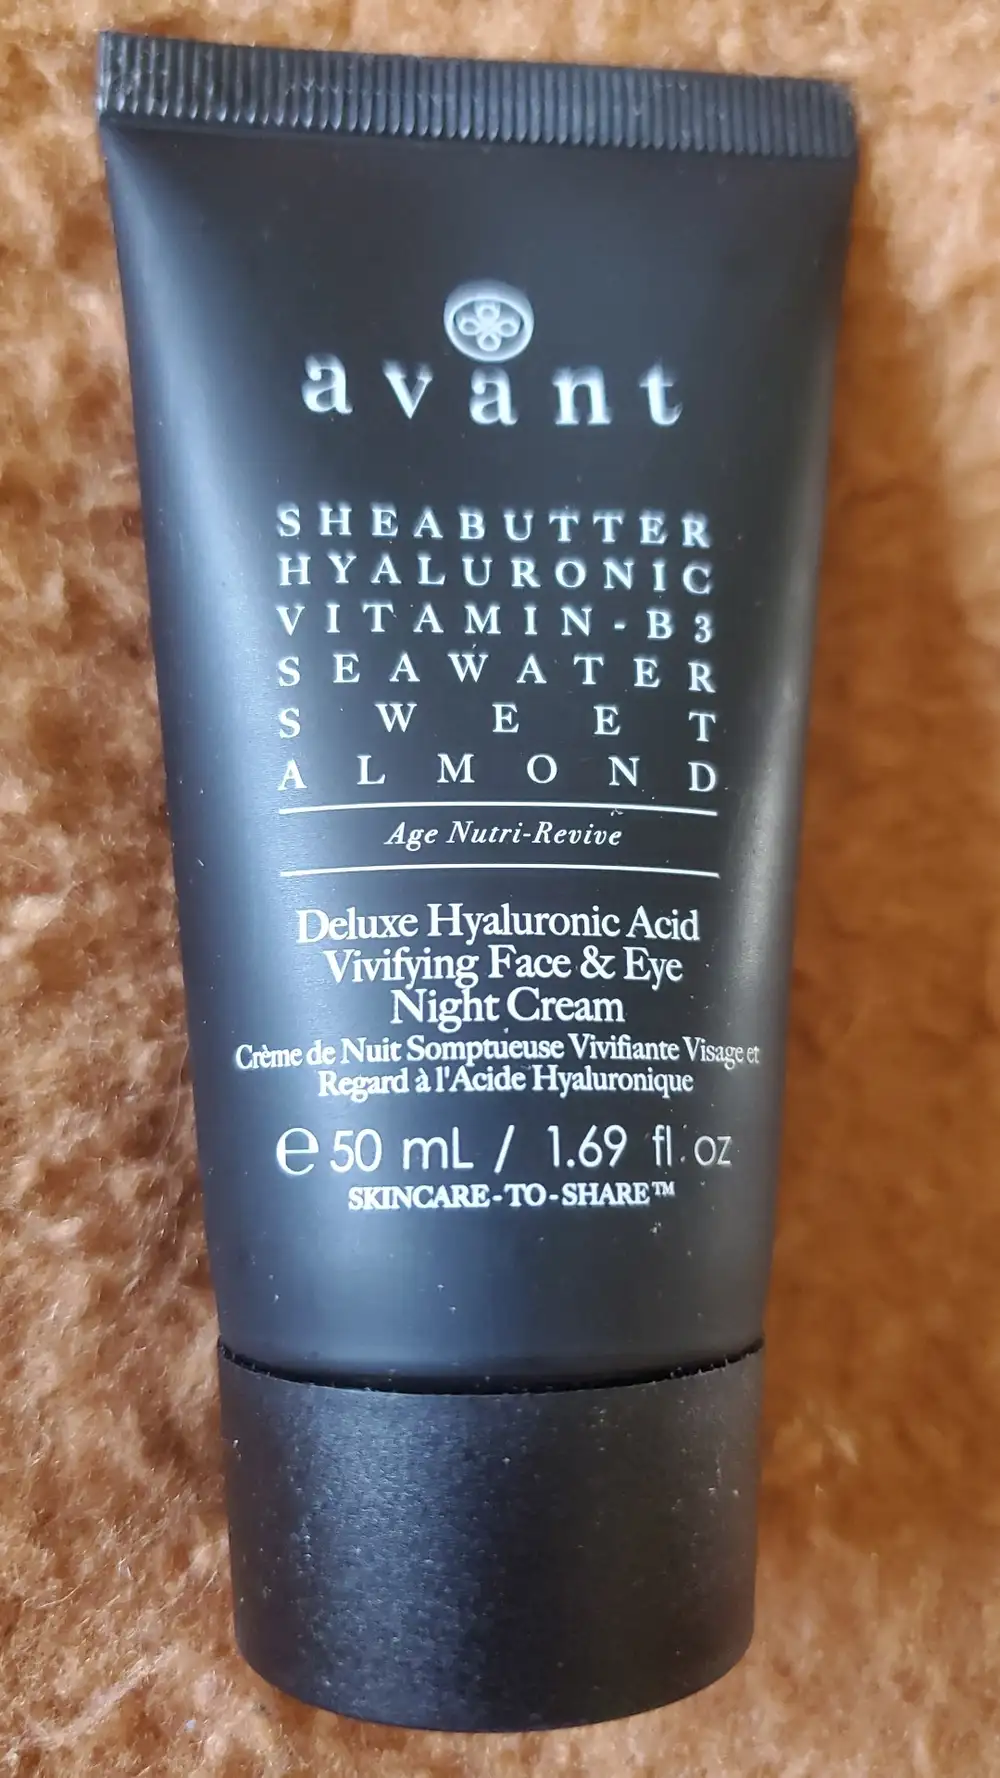 avant
SHEABUTTER
HYALURONIC
VITAMIN-B3
SEAWATER
SWEET
ALMOND
Age Nutri-Revive
Deluxe Hyaluronic Acid
Vivifying Face & Eye
Night Cream
Crème de Nuit Somptueuse Vivifiante Visage et
Regard à l'Acide Hyaluronique
℮ 50 mL / 1.69 fl. oz
SKINCARE-TO-SHARE™